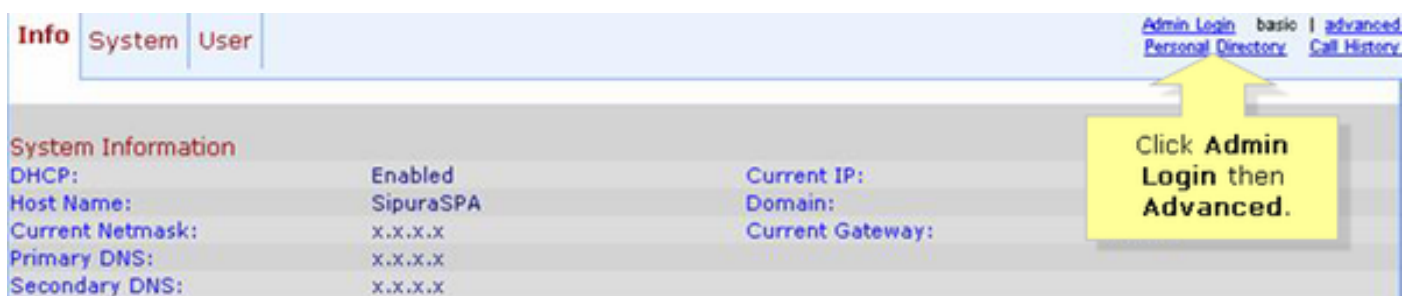 Info System User
Admin Login basic | advanced
Personal Directory Call History
Click Admin
Login then
Advanced.
System Information
DHCP: Enabled Current IP:
Host Name: SipuraSPA Domain:
Current Netmask: x.x.x.x Current Gateway:
Primary DNS: x.x.x.x
Secondary DNS: x.x.x.x